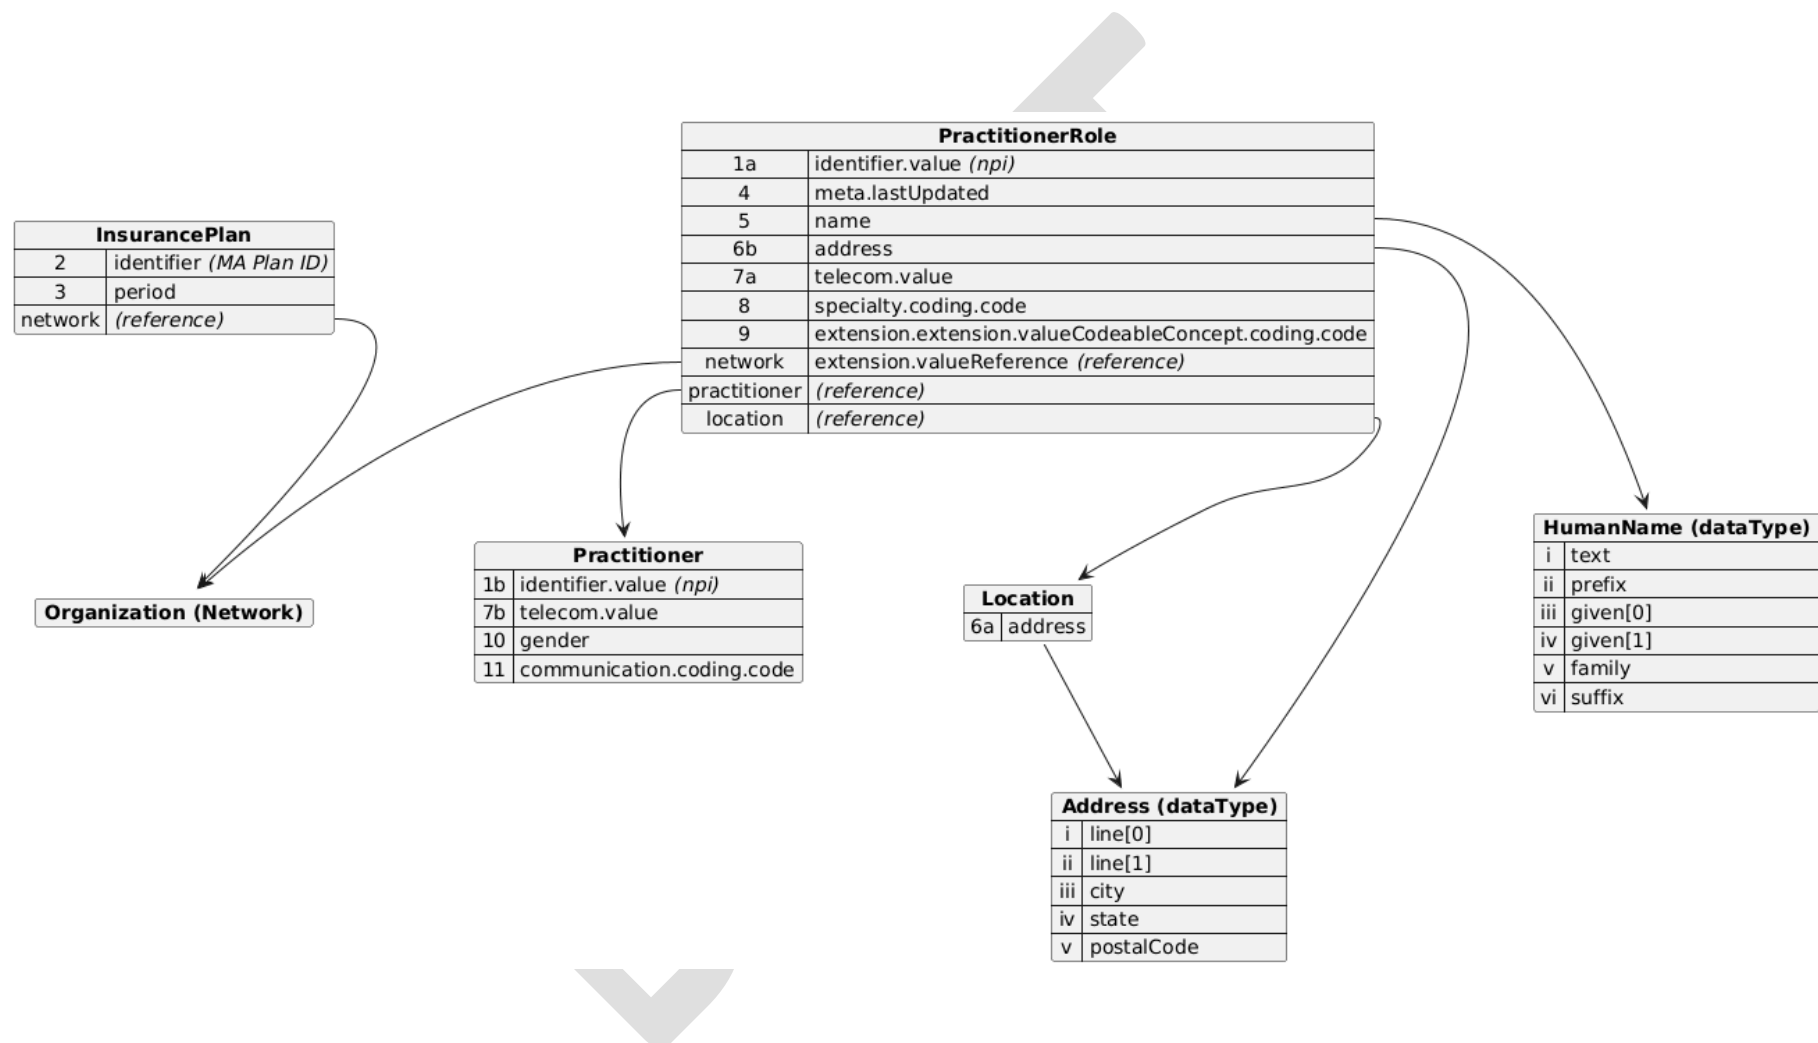 PractitionerRole
1a identifier.value (npi)
4 meta.lastUpdated
5 name
6b address
7a telecom.value
8 specialty.coding.code
9 extension.extension.valueCodeableConcept.coding.code
network extension.valueReference (reference)
practitioner (reference)
location (reference)
InsurancePlan
2 identifier (MA Plan ID)
3 period
network (reference)
Organization (Network)
Practitioner
1b identifier.value (npi)
7b telecom.value
10 gender
11 communication.coding.code
Location
6a address
HumanName (dataType)
i text
ii prefix
iii given[0]
iv given[1]
v family
vi suffix
Address (dataType)
i line[0]
ii line[1]
iii city
iv state
v postalCode